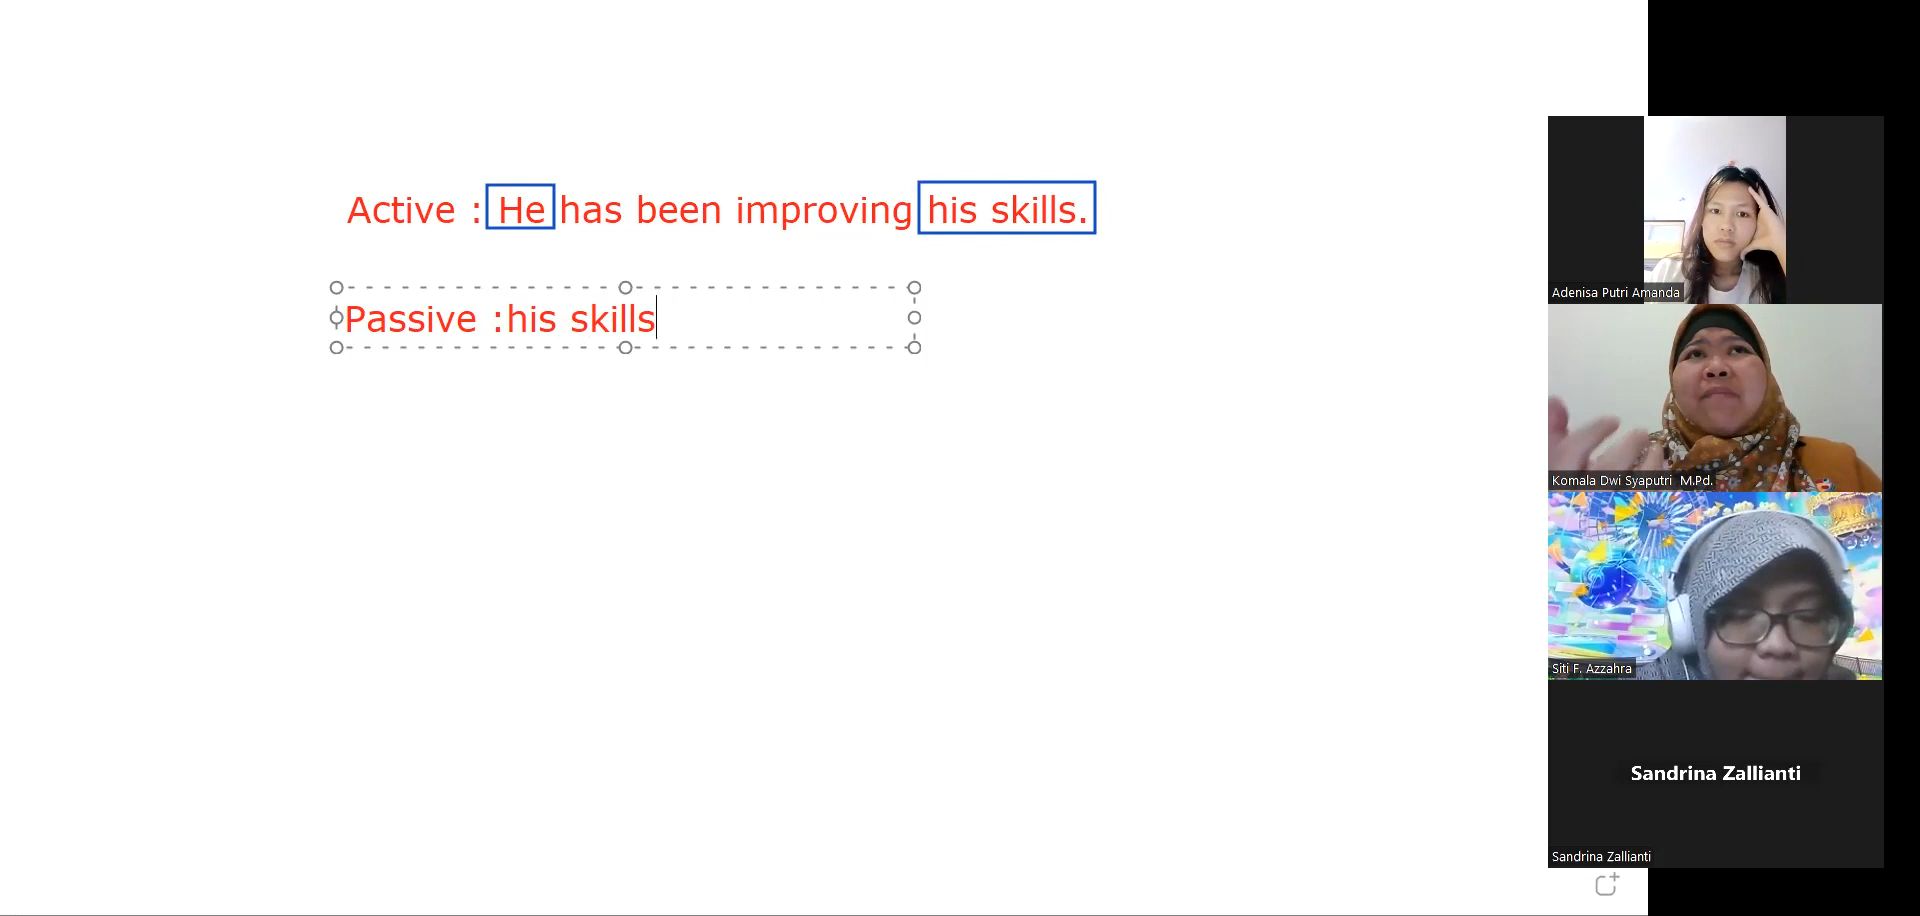 Active : He has been improving his skills.
Passive :his skills
Adenisa Putri Amanda
Komala Dwi Syaputri M.Pd.
Siti F. Azzahra
Sandrina Zallianti
Sandrina Zallianti